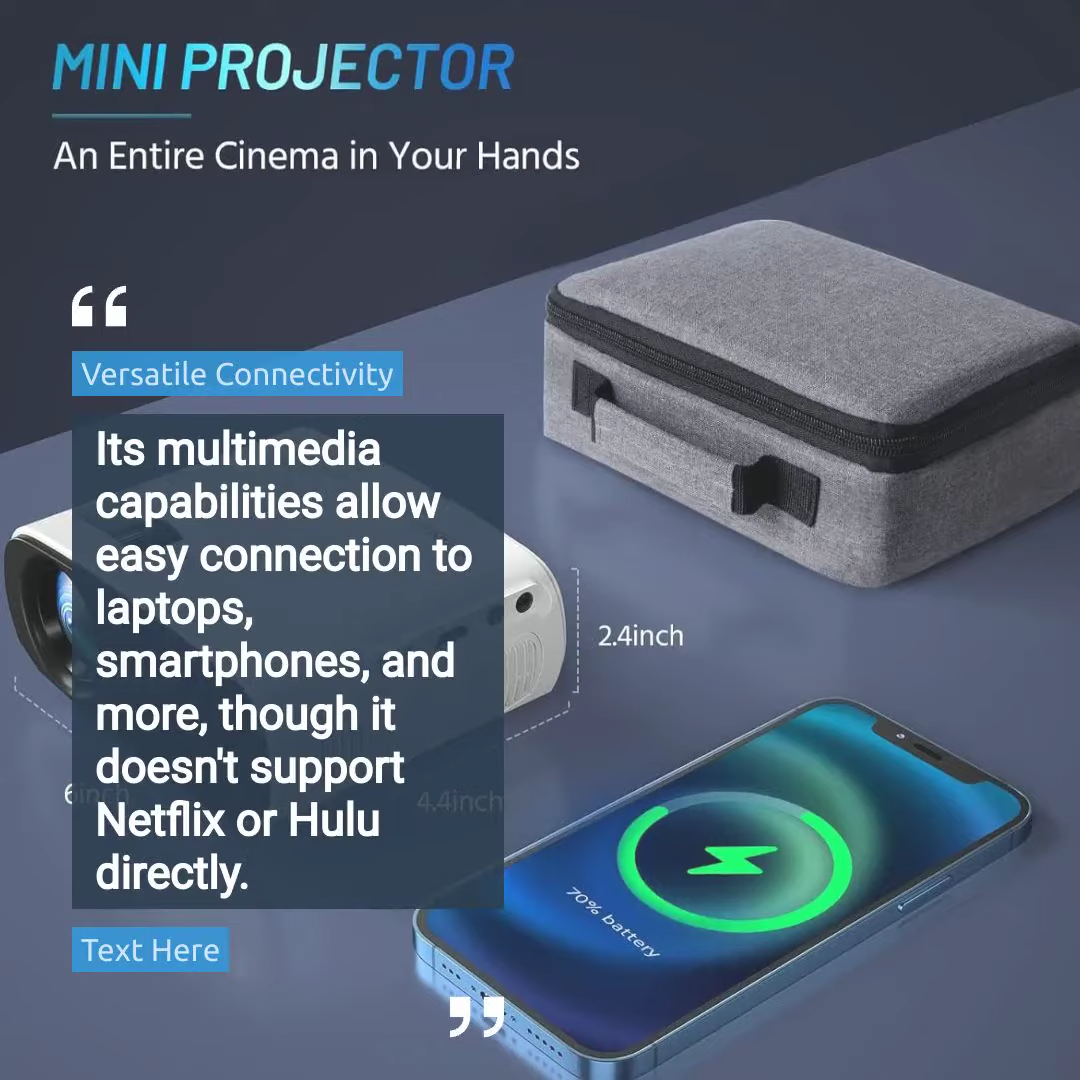 MINI PROJECTOR
An Entire Cinema in Your Hands
“
Versatile Connectivity
Its multimedia
capabilities allow
easy connection to
laptops,
smartphones, and
more, though it
doesn't support
Netflix or Hulu
directly.
2.4inch
6inch
4.4inch
70% battery
Text Here
”